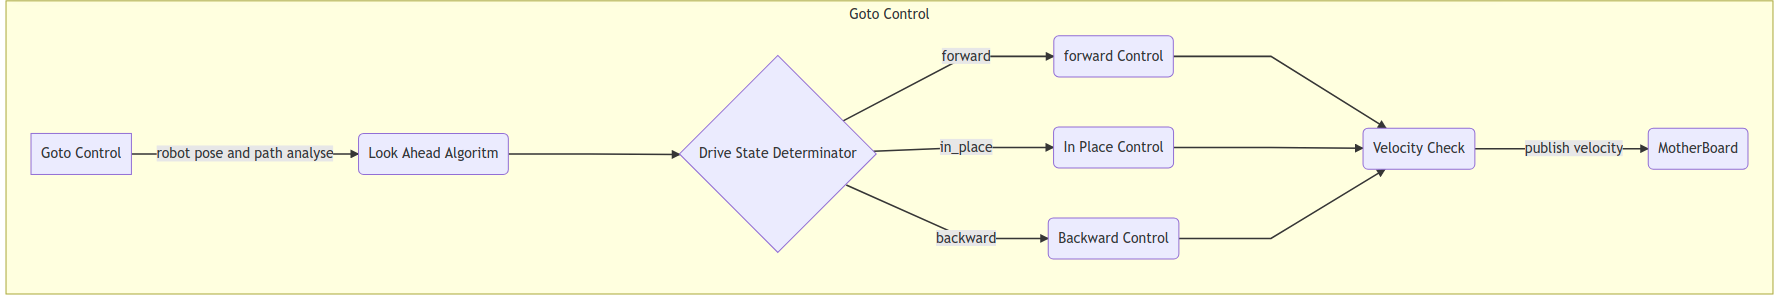 Goto Control
Goto Control
robot pose and path analyse
Look Ahead Algoritm
Drive State Determinator
forward
in_place
backward
forward Control
In Place Control
Backward Control
Velocity Check
publish velocity
MotherBoard